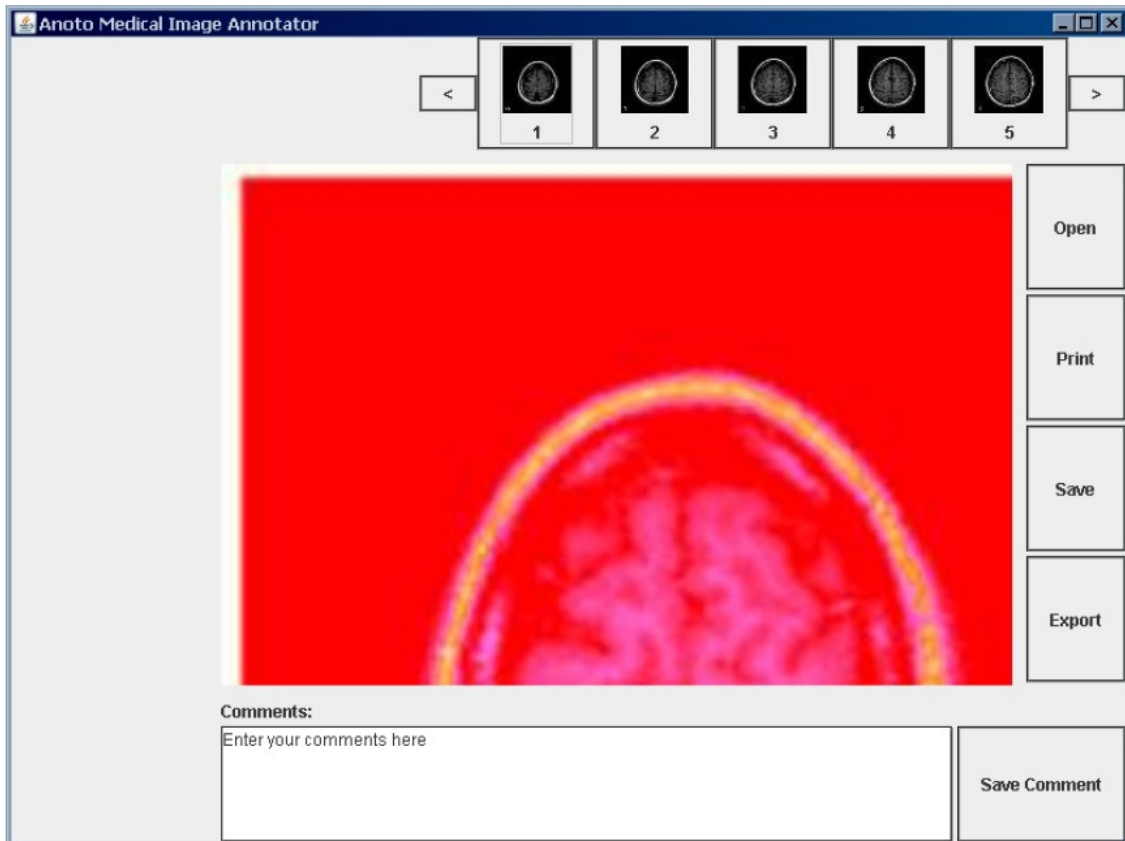 Anoto Medical Image Annotator
< 1 2 3 4 5 >
Open
Print
Save
Export
Comments:
Enter your comments here
Save Comment